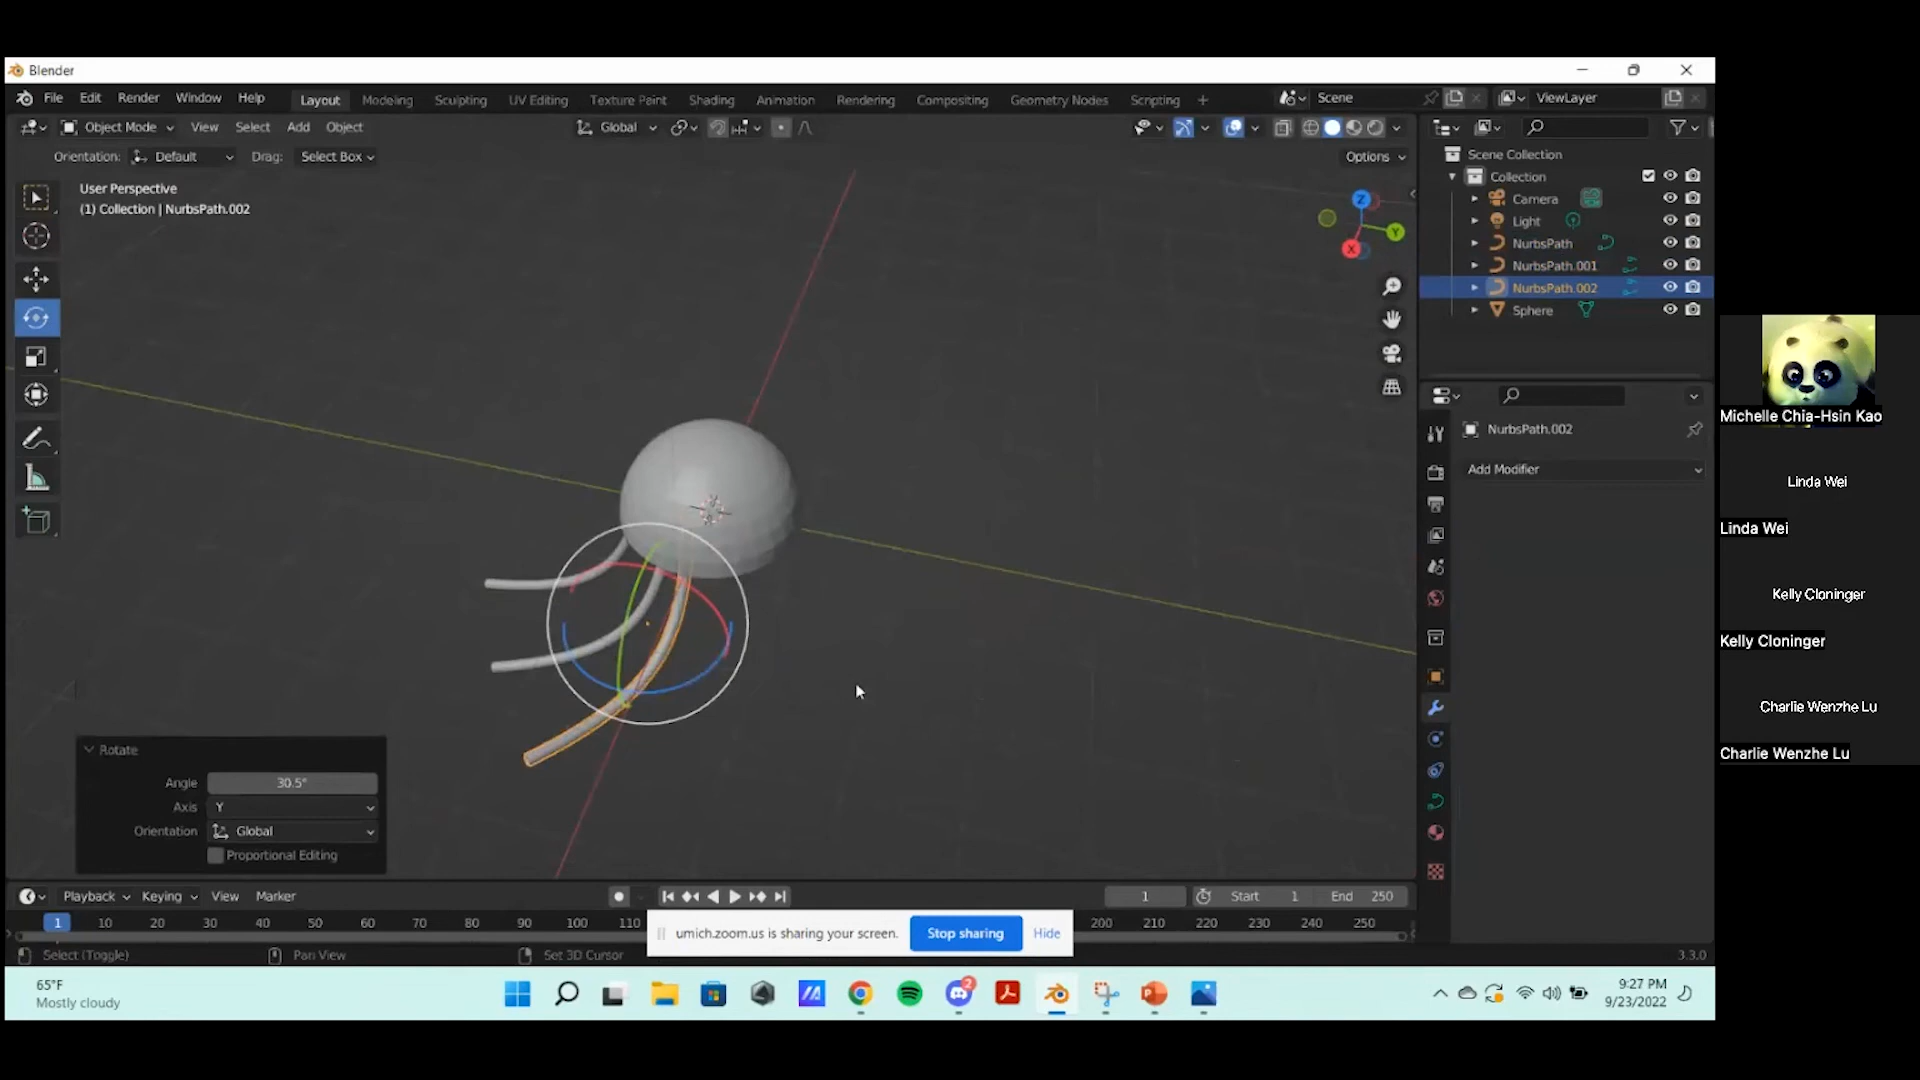 Blender
File Edit Render Window Help Layout Modeling Sculpting UV Editing Texture Paint Shading Animation Rendering Compositing Geometry Nodes Scripting + Scene ViewLayer
Object Mode View Select Add Object Global
Orientation: Default Drag: Select Box Options
User Perspective
(1) Collection | NurbsPath.002
Z
Y
X
Scene Collection
Collection
Camera
Light
NurbsPath
NurbsPath.001
NurbsPath.002
Sphere
NurbsPath.002
Add Modifier
Rotate
Angle 30.5°
Axis Y
Orientation Global
Proportional Editing
Playback Keying View Marker 1 Start 1 End 250
1 10 20 30 40 50 60 70 80 90 100 110 200 210 220 230 240 250
umich.zoom.us is sharing your screen. Stop sharing Hide
Select (Toggle) Pan View Set 3D Cursor 3.3.0
65°F
Mostly cloudy
2
9:27 PM
9/23/2022
Michelle Chia-Hsin Kao
Linda Wei
Linda Wei
Kelly Cloninger
Kelly Cloninger
Charlie Wenzhe Lu
Charlie Wenzhe Lu